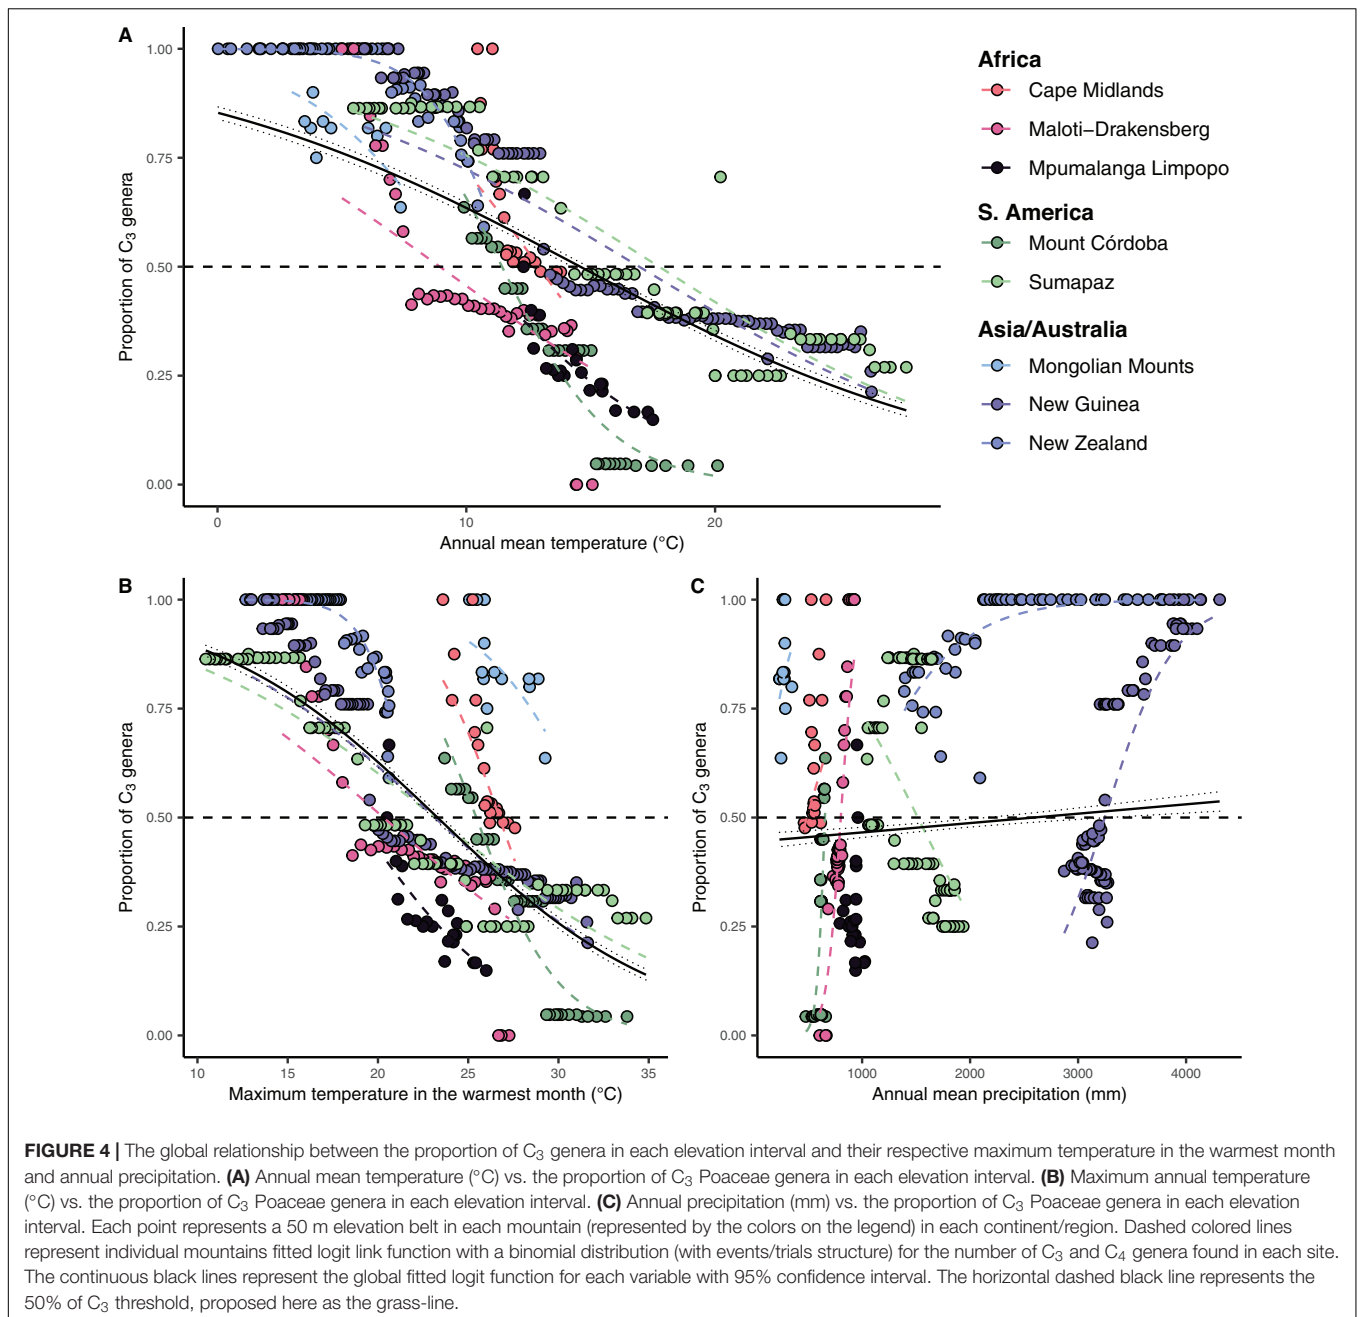 A
1.00
0.75
0.50
0.25
0.00
Proportion of C3 genera
0
10
20
Annual mean temperature (°C)
Africa
Cape Midlands
Maloti–Drakensberg
Mpumalanga Limpopo
S. America
Mount Córdoba
Sumapaz
Asia/Australia
Mongolian Mounts
New Guinea
New Zealand
B
1.00
0.75
0.50
0.25
0.00
Proportion of C3 genera
10
15
20
25
30
35
Maximum temperature in the warmest month (°C)
C
1.00
0.75
0.50
0.25
0.00
Proportion of C3 genera
1000
2000
3000
4000
Annual mean precipitation (mm)
FIGURE 4 | The global relationship between the proportion of C3 genera in each elevation interval and their respective maximum temperature in the warmest month
and annual precipitation. (A) Annual mean temperature (°C) vs. the proportion of C3 Poaceae genera in each elevation interval. (B) Maximum annual temperature
(°C) vs. the proportion of C3 Poaceae genera in each elevation interval. (C) Annual precipitation (mm) vs. the proportion of C3 Poaceae genera in each elevation
interval. Each point represents a 50 m elevation belt in each mountain (represented by the colors on the legend) in each continent/region. Dashed colored lines
represent individual mountains fitted logit link function with a binomial distribution (with events/trials structure) for the number of C3 and C4 genera found in each site.
The continuous black lines represent the global fitted logit function for each variable with 95% confidence interval. The horizontal dashed black line represents the
50% of C3 threshold, proposed here as the grass-line.